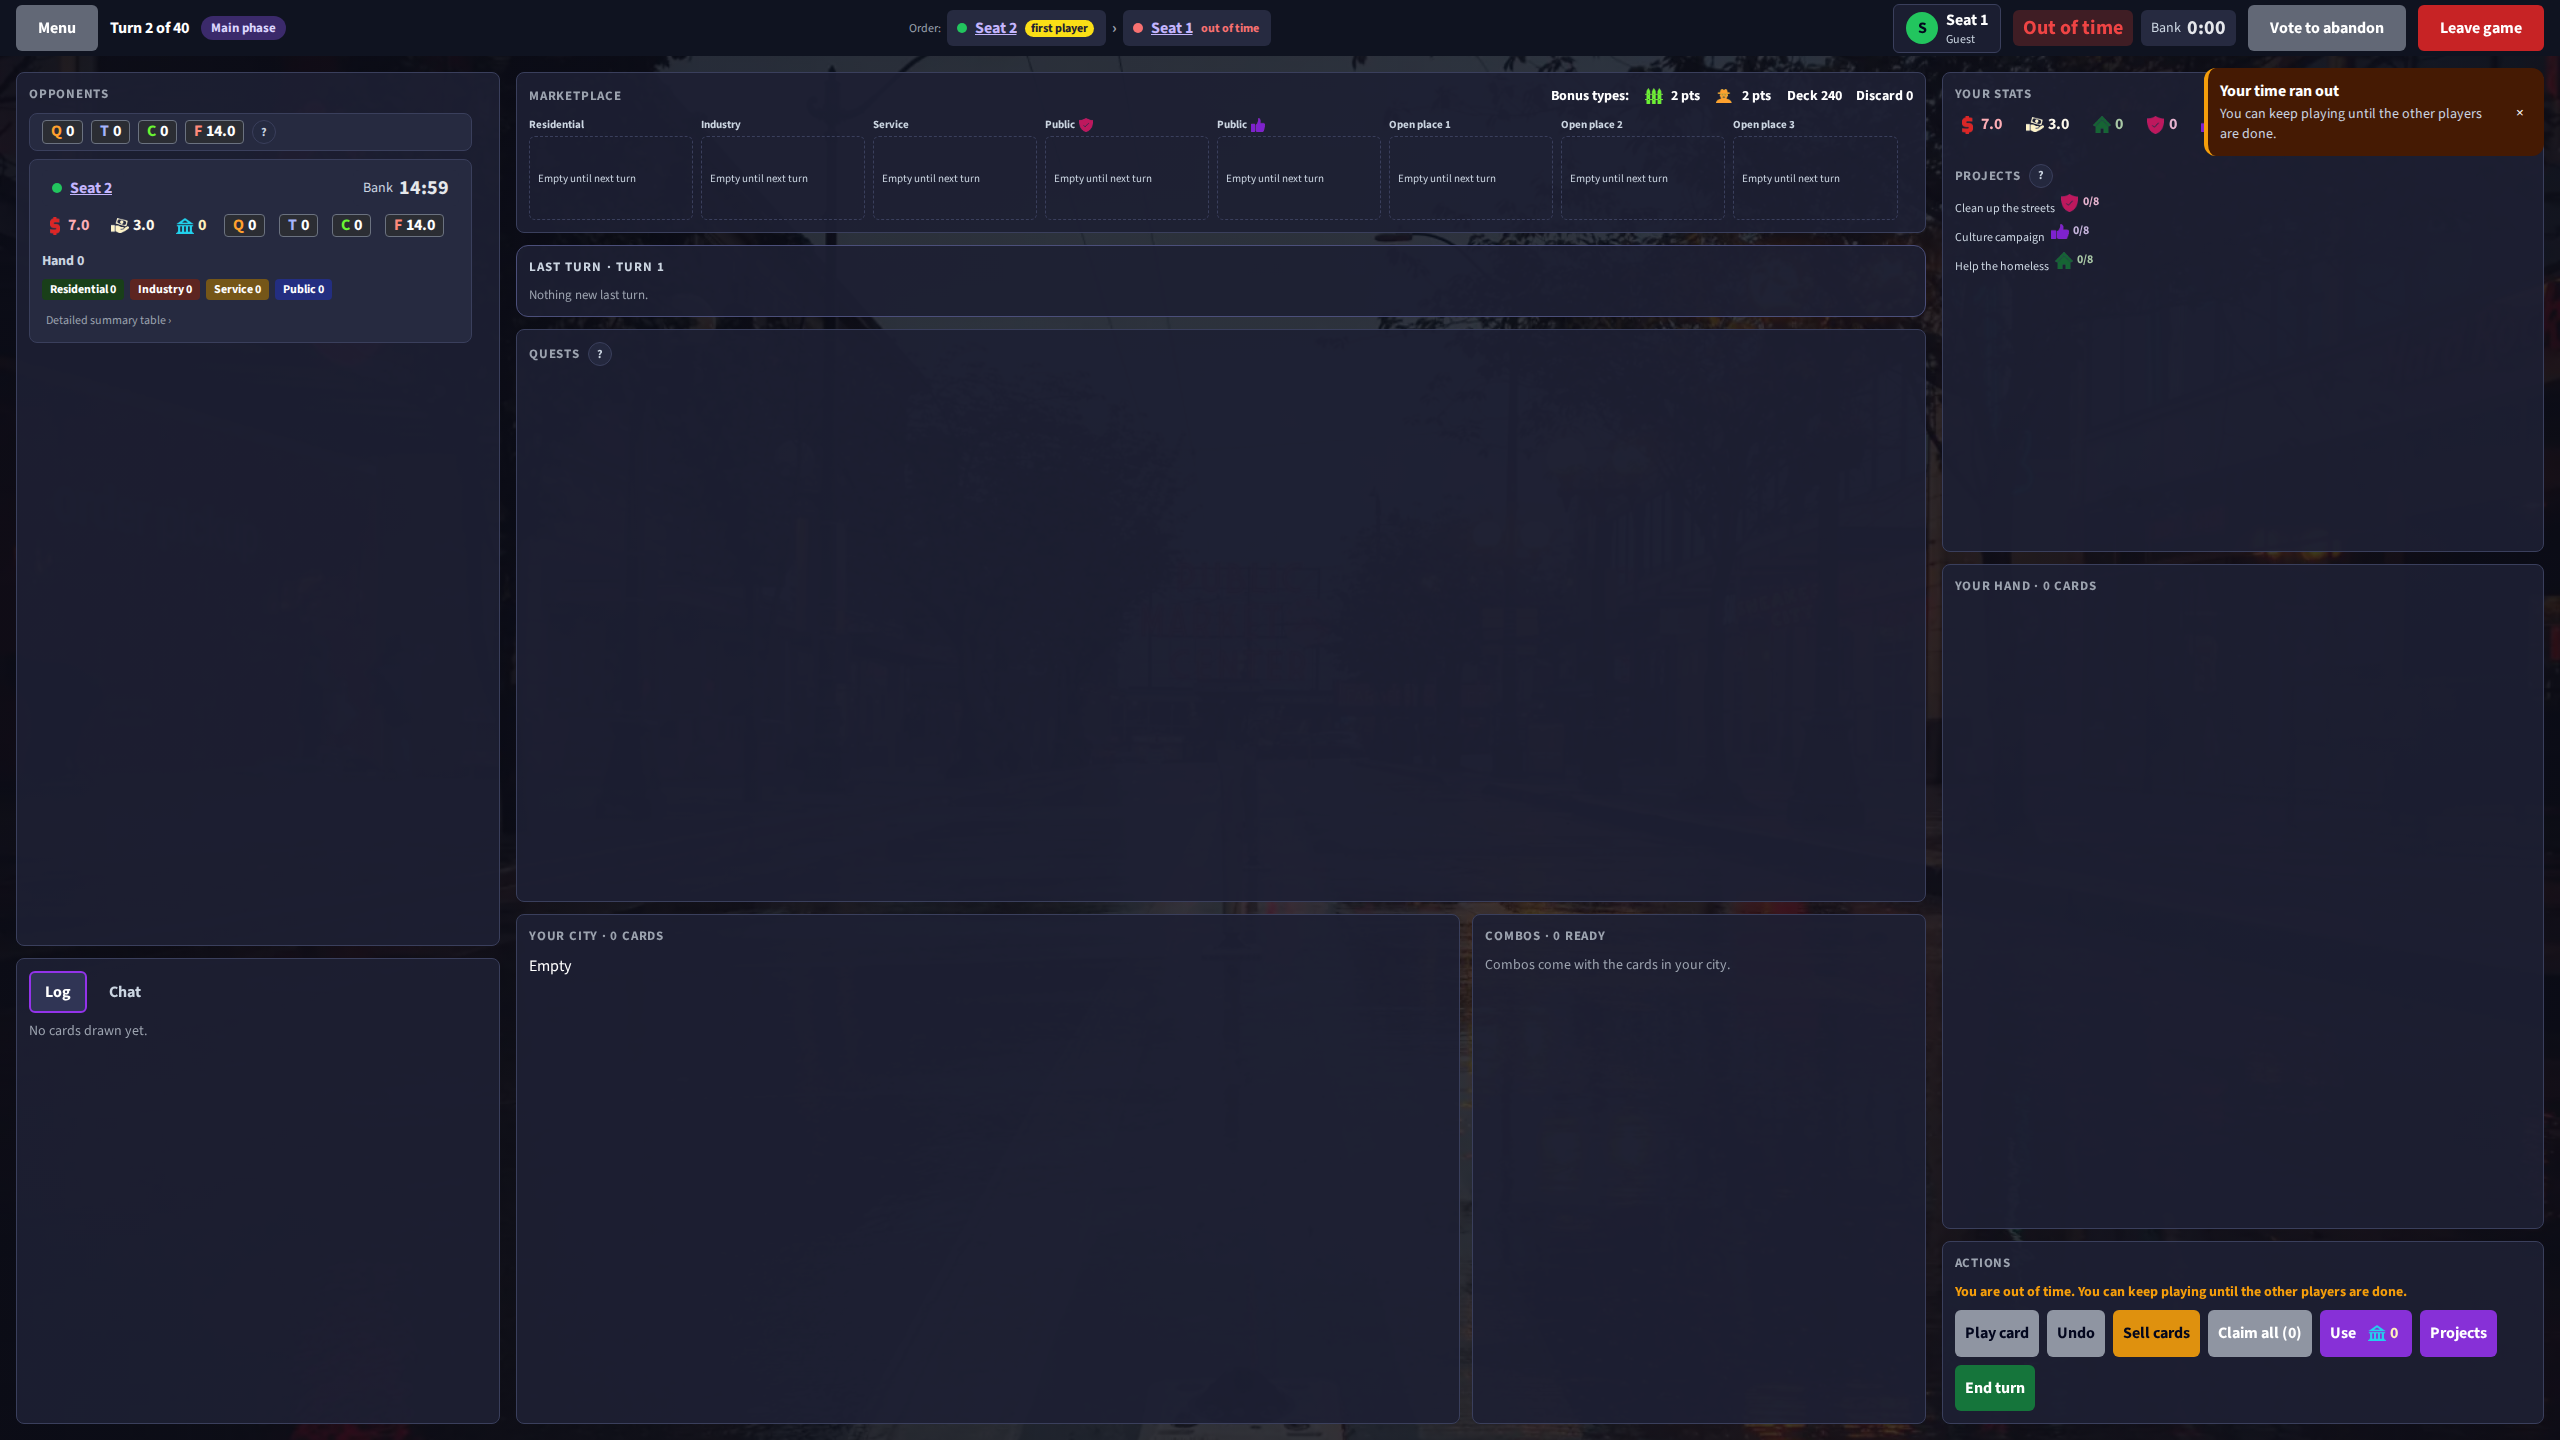 Menu
Turn 2 of 40
Main phase
Order:
Seat 2 first player
›
Seat 1 out of time
S
Seat 1
Guest
Out of time
Bank 0:00
Vote to abandon
Leave game
OPPONENTS
Q 0
T 0
C 0
F 14.0
?
Seat 2
Bank 14:59
$ 7.0
3.0
0
Q 0
T 0
C 0
F 14.0
Hand 0
Residential 0
Industry 0
Service 0
Public 0
Detailed summary table ›
Log
Chat
No cards drawn yet.
MARKETPLACE
Bonus types: 2 pts 2 pts Deck 240 Discard 0
Residential
Industry
Service
Public
Public
Open place 1
Open place 2
Open place 3
Empty until next turn
Empty until next turn
Empty until next turn
Empty until next turn
Empty until next turn
Empty until next turn
Empty until next turn
Empty until next turn
LAST TURN · TURN 1
Nothing new last turn.
QUESTS ?
YOUR CITY · 0 CARDS
Empty
COMBOS · 0 READY
Combos come with the cards in your city.
YOUR STATS
$ 7.0
3.0
0
0
Your time ran out
You can keep playing until the other players
are done.
×
PROJECTS ?
Clean up the streets 0/8
Culture campaign 0/8
Help the homeless 0/8
YOUR HAND · 0 CARDS
ACTIONS
You are out of time. You can keep playing until the other players are done.
Play card
Undo
Sell cards
Claim all (0)
Use 0
Projects
End turn